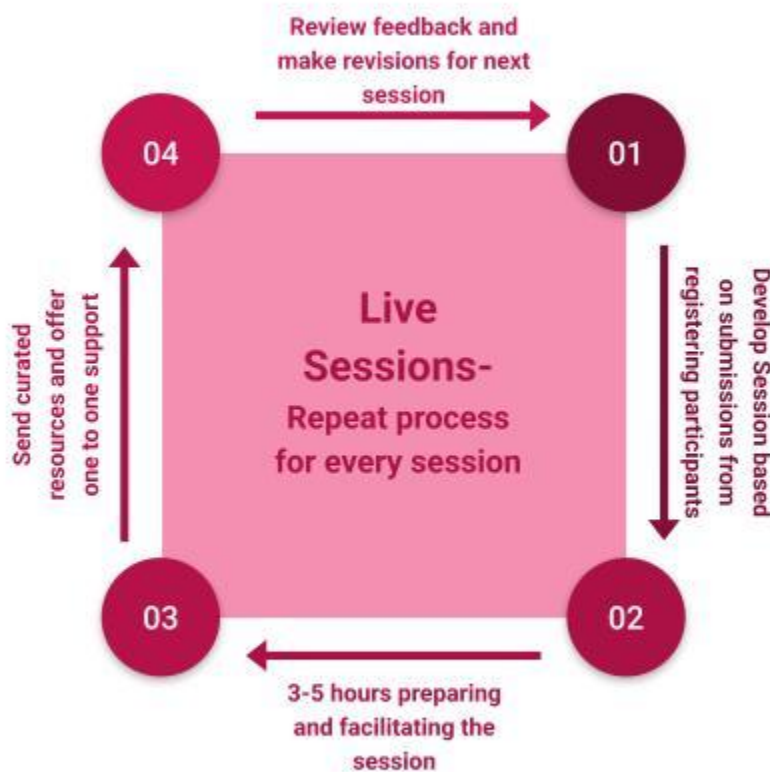 Review feedback and
make revisions for next
session
04
01
Live
Sessions-
Repeat process
for every session
Send curated
resources and offer
one to one support
Develop Session based
on submissions from
registering participants
03
02
3-5 hours preparing
and facilitating the
session